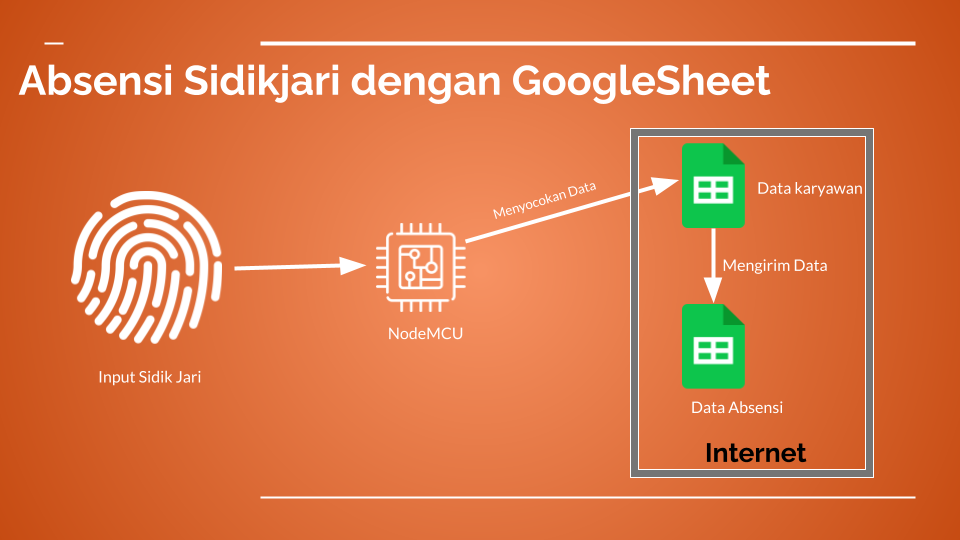 Absensi Sidikjari dengan GoogleSheet
Menyocokan Data
Data karyawan
Mengirim Data
NodeMCU
Input Sidik Jari
Data Absensi
Internet